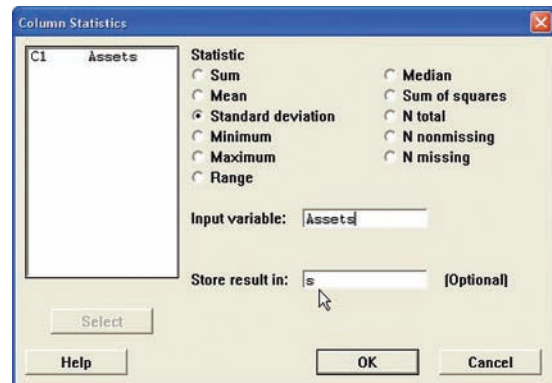 Column Statistics
C1 Assets
Statistic
Sum
Mean
Standard deviation
Minimum
Maximum
Range
Median
Sum of squares
N total
N nonmissing
N missing
Input variable: Assets
Store result in: s (Optional)
Select
Help
OK
Cancel